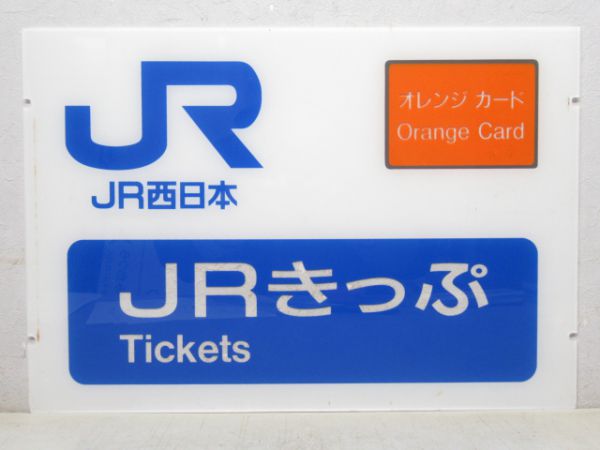 JR
JR西日本
オレンジ カード
Orange Card
JRきっぷ
Tickets